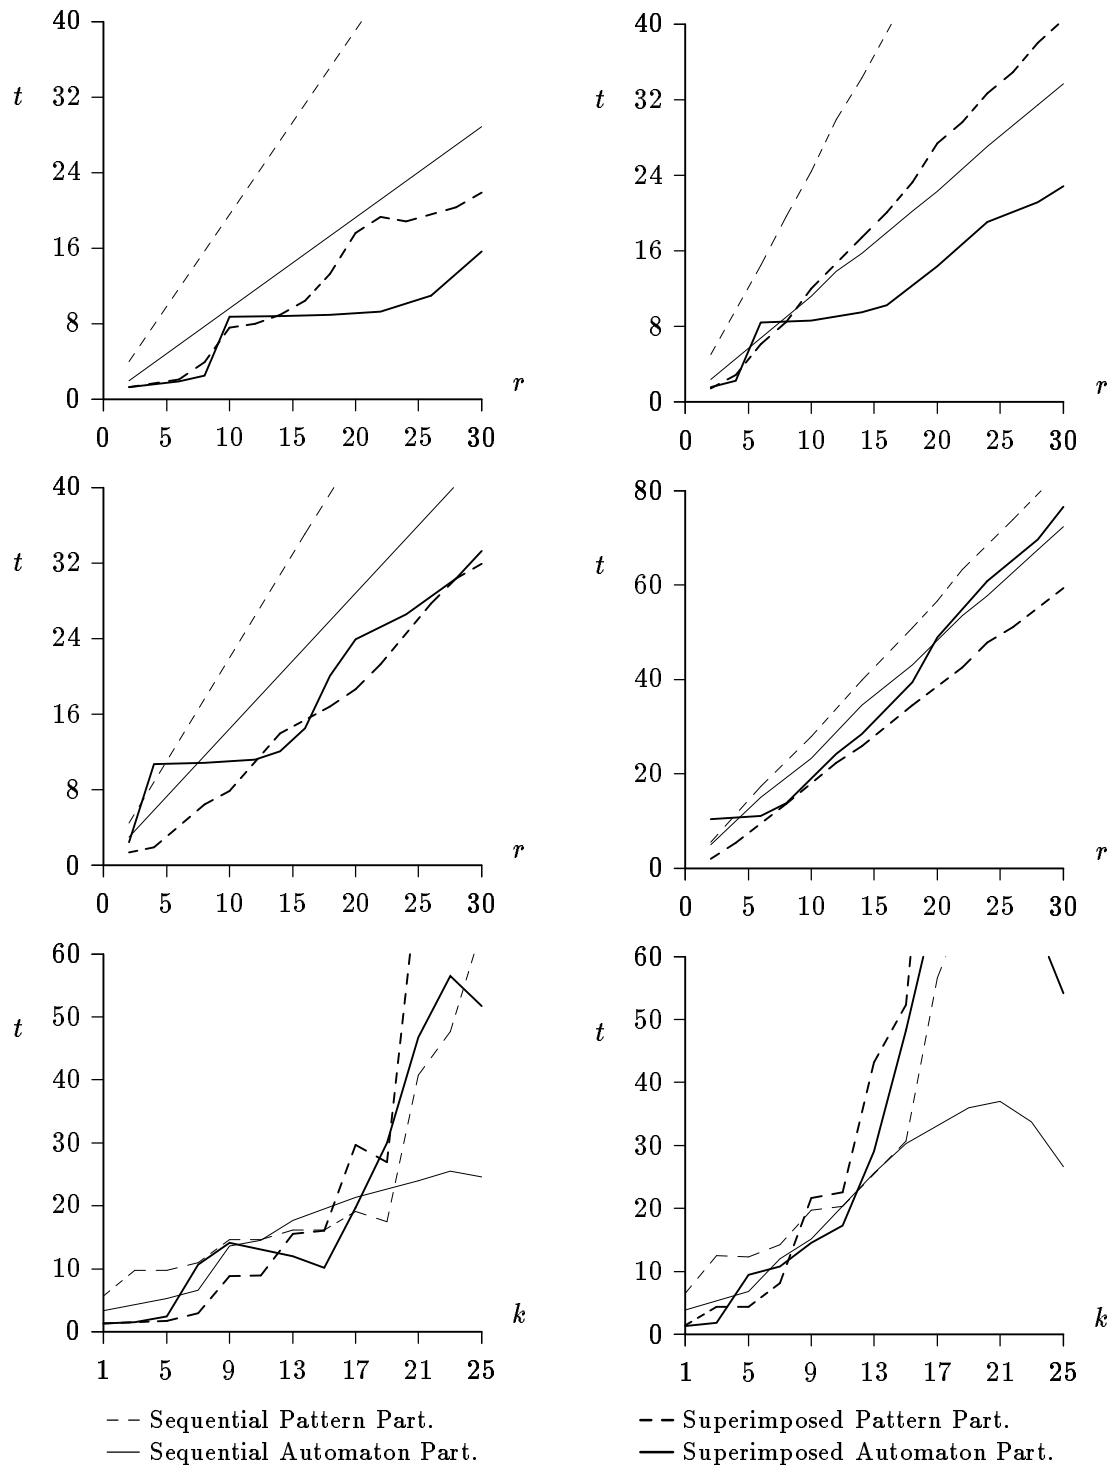 40
32
24
16
8
0
t
r
0 5 10 15 20 25 30
40
32
24
16
8
0
t
r
0 5 10 15 20 25 30
40
32
24
16
8
0
t
r
0 5 10 15 20 25 30
80
60
40
20
0
t
r
0 5 10 15 20 25 30
60
50
40
30
20
10
0
t
k
1 5 9 13 17 21 25
60
50
40
30
20
10
0
t
k
1 5 9 13 17 21 25
Sequential Pattern Part.
Sequential Automaton Part.
Superimposed Pattern Part.
Superimposed Automaton Part.